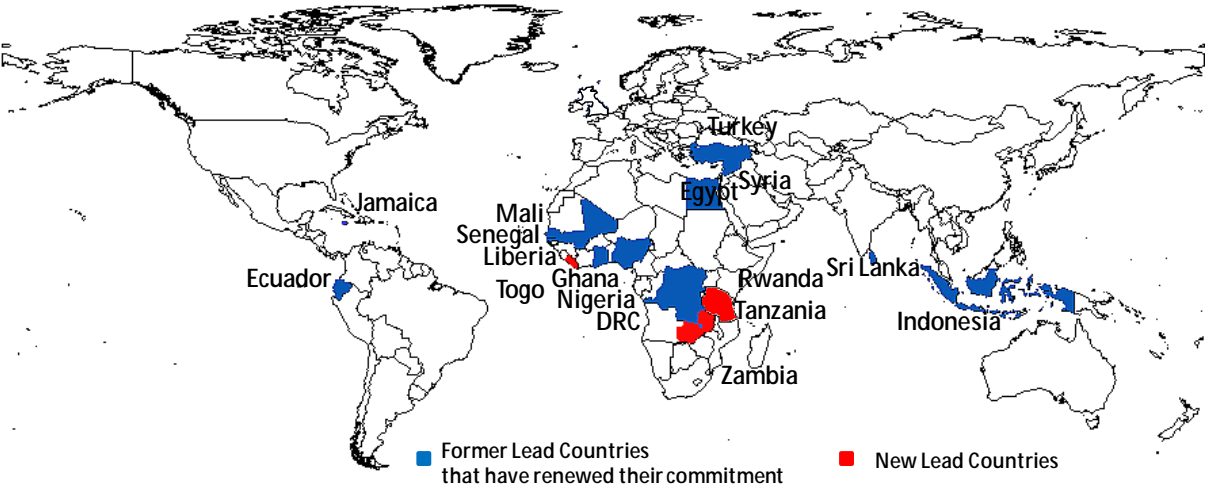 Turkey
Syria
Egypt
Jamaica
Mali
Senegal
Liberia
Ecuador
Togo
Ghana
Nigeria
DRC
Rwanda
Tanzania
Sri Lanka
Indonesia
Zambia
Former Lead Countries
that have renewed their commitment
New Lead Countries